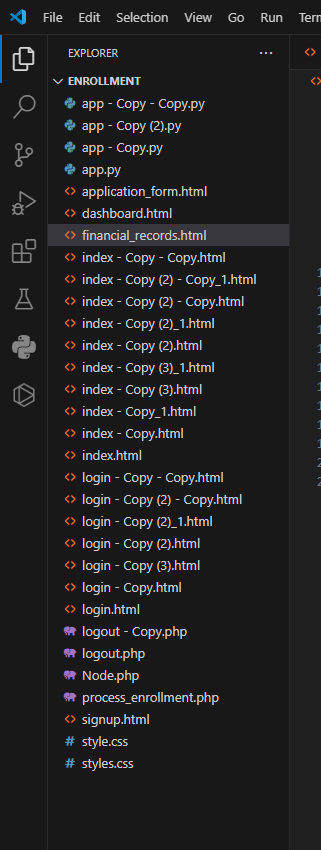 File Edit Selection View Go Run Term
EXPLORER
ENROLLMENT
app - Copy - Copy.py
app - Copy (2).py
app - Copy.py
app.py
application_form.html
dashboard.html
financial_records.html
index - Copy - Copy.html
index - Copy (2) - Copy_1.html
index - Copy (2) - Copy.html
index - Copy (2)_1.html
index - Copy (2).html
index - Copy (3)_1.html
index - Copy (3).html
index - Copy_1.html
index - Copy.html
index.html
login - Copy - Copy.html
login - Copy (2) - Copy.html
login - Copy (2)_1.html
login - Copy (2).html
login - Copy (3).html
login - Copy.html
login.html
logout - Copy.php
logout.php
Node.php
process_enrollment.php
signup.html
style.css
styles.css